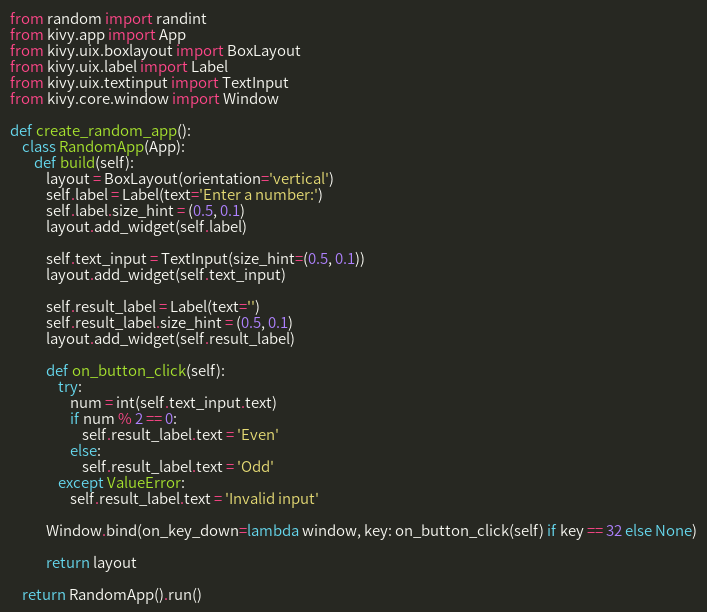 from random import randint
from kivy.app import App
from kivy.uix.boxlayout import BoxLayout
from kivy.uix.label import Label
from kivy.uix.textinput import TextInput
from kivy.core.window import Window

def create_random_app():
    class RandomApp(App):
        def build(self):
            layout = BoxLayout(orientation='vertical')
            self.label = Label(text='Enter a number:')
            self.label.size_hint = (0.5, 0.1)
            layout.add_widget(self.label)

            self.text_input = TextInput(size_hint=(0.5, 0.1))
            layout.add_widget(self.text_input)

            self.result_label = Label(text='')
            self.result_label.size_hint = (0.5, 0.1)
            layout.add_widget(self.result_label)

            def on_button_click(self):
                try:
                    num = int(self.text_input.text)
                    if num % 2 == 0:
                        self.result_label.text = 'Even'
                    else:
                        self.result_label.text = 'Odd'
                except ValueError:
                    self.result_label.text = 'Invalid input'

            Window.bind(on_key_down=lambda window, key: on_button_click(self) if key == 32 else None)

            return layout

    return RandomApp().run()